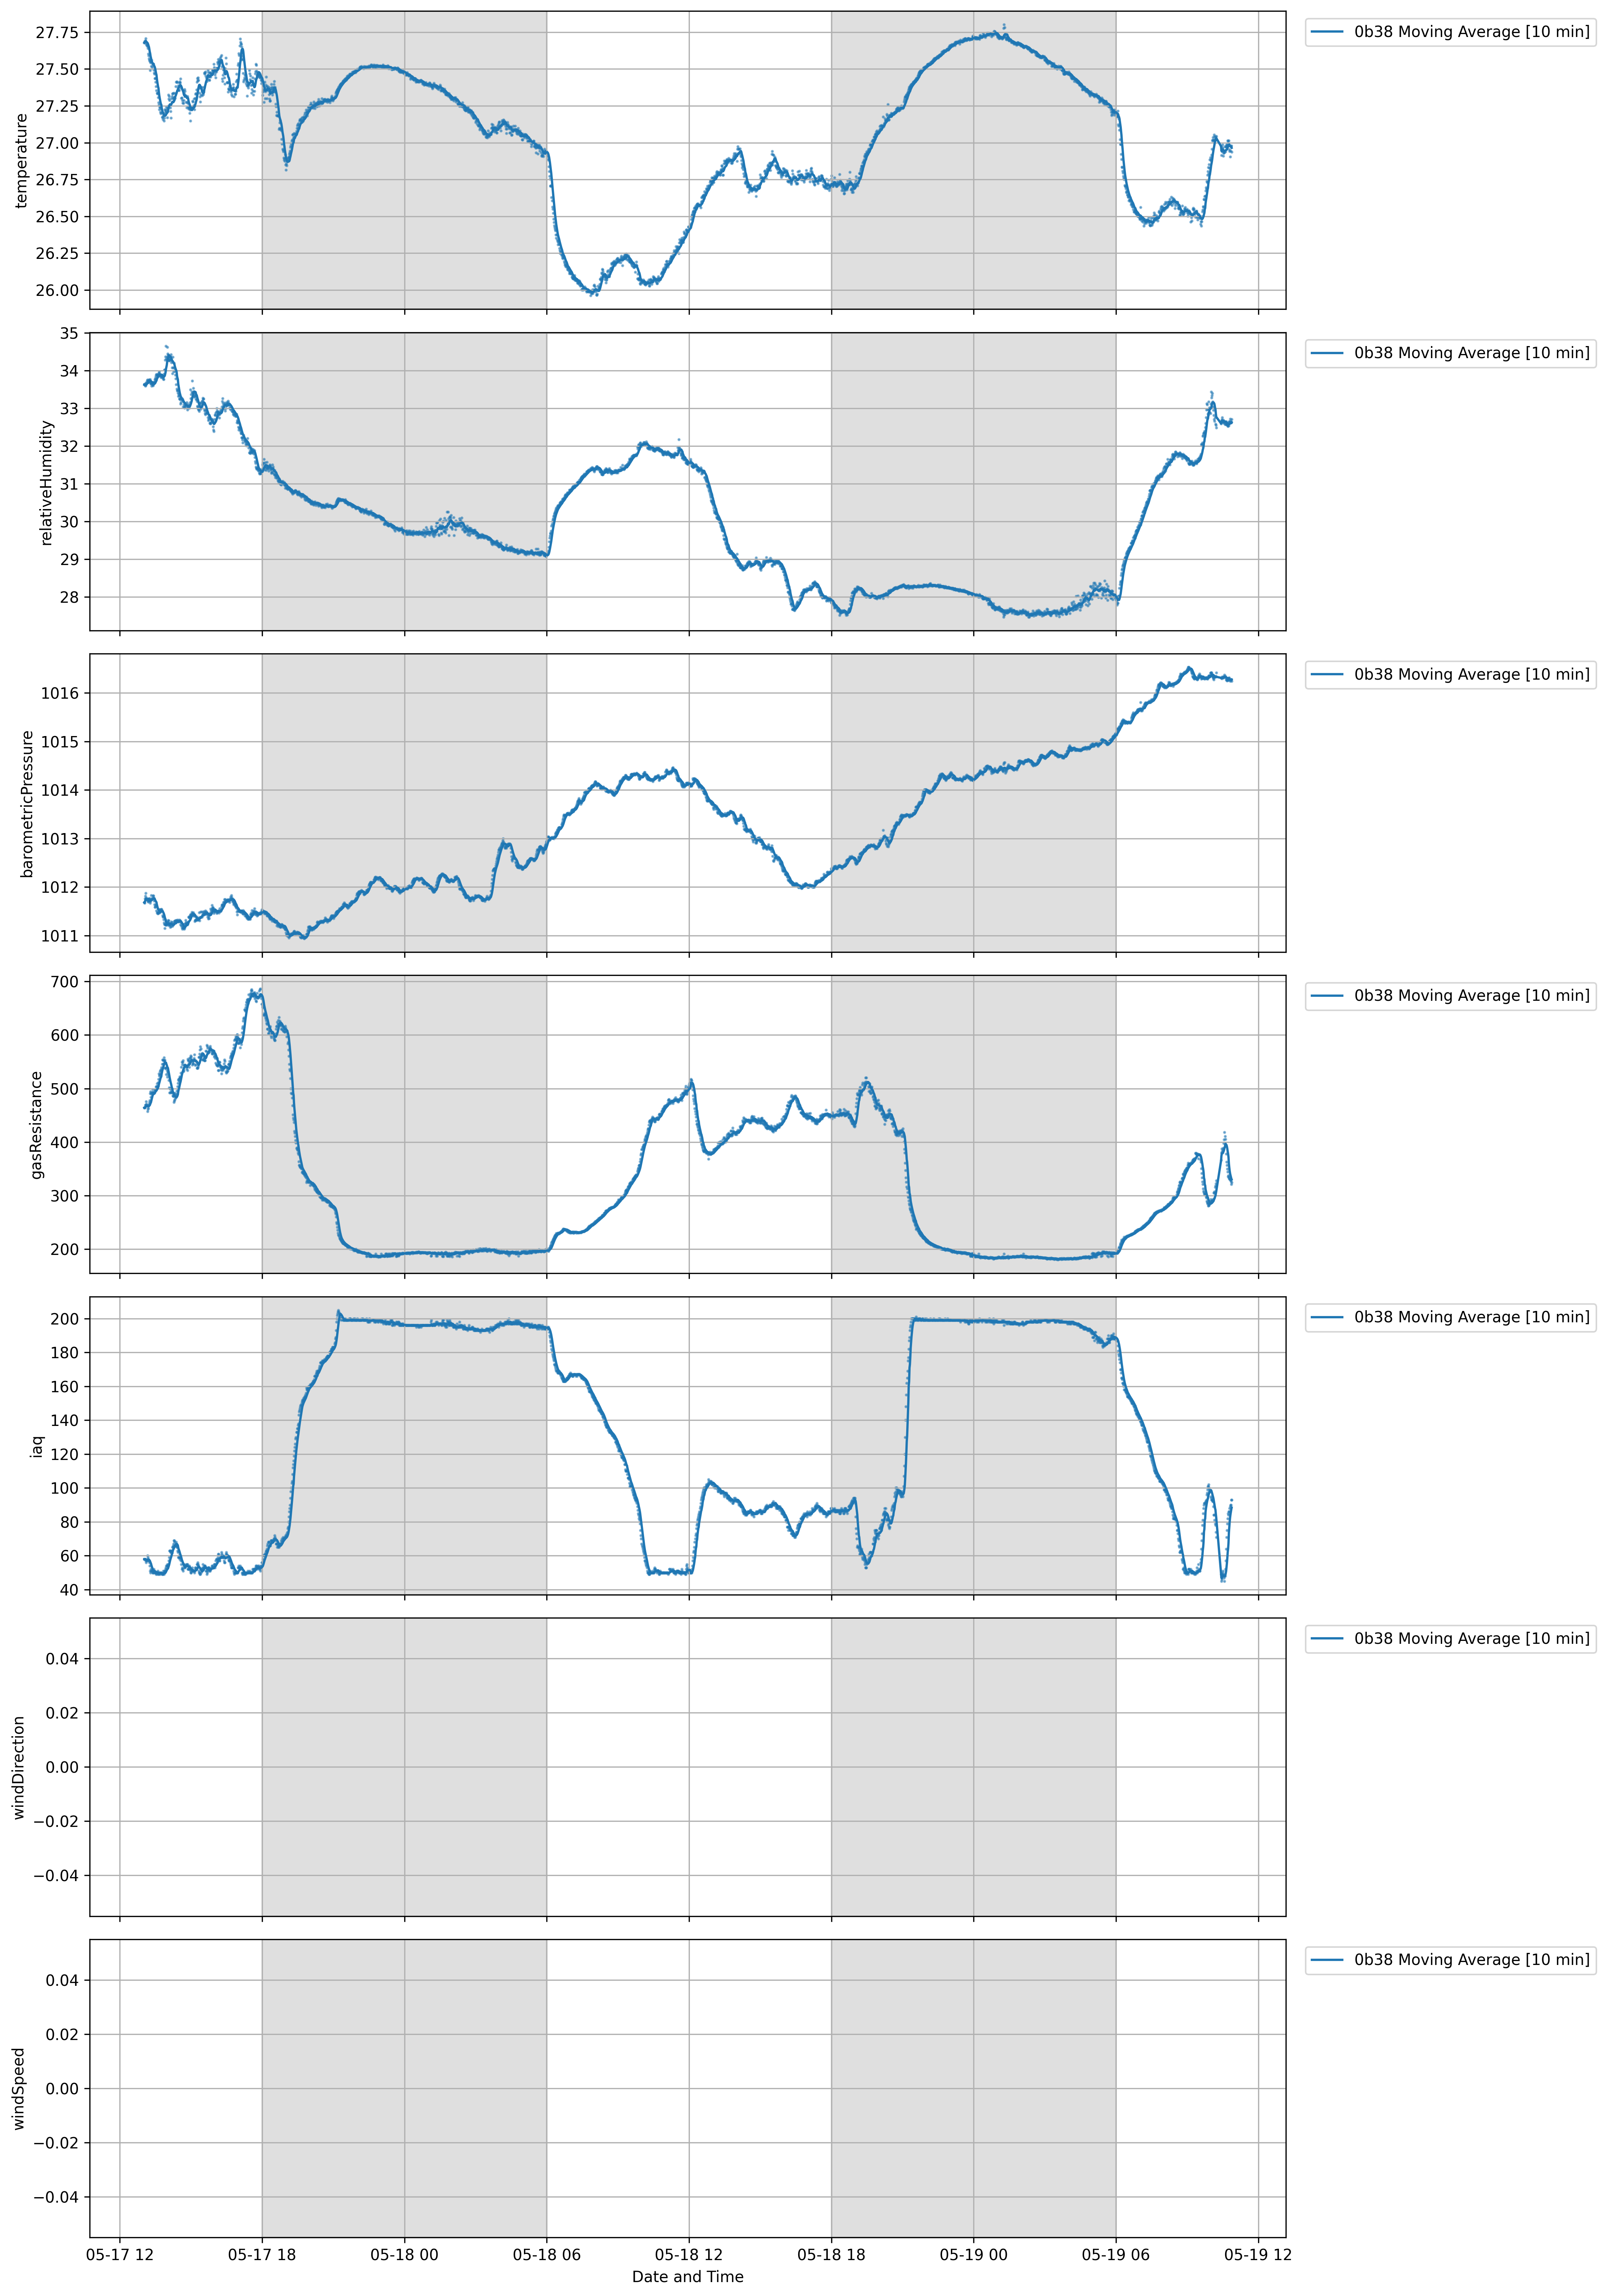 27.75
27.50
27.25
27.00
26.75
26.50
26.25
26.00
temperature
0b38 Moving Average [10 min]
35
34
33
32
31
30
29
28
relativeHumidity
0b38 Moving Average [10 min]
1016
1015
1014
1013
1012
1011
barometricPressure
0b38 Moving Average [10 min]
700
600
500
400
300
200
gasResistance
0b38 Moving Average [10 min]
200
180
160
140
120
100
80
60
40
iaq
0b38 Moving Average [10 min]
0.04
0.02
0.00
−0.02
−0.04
windDirection
0b38 Moving Average [10 min]
0.04
0.02
0.00
−0.02
−0.04
windSpeed
0b38 Moving Average [10 min]
05-17 12 05-17 18 05-18 00 05-18 06 05-18 12 05-18 18 05-19 00 05-19 06 05-19 12
Date and Time